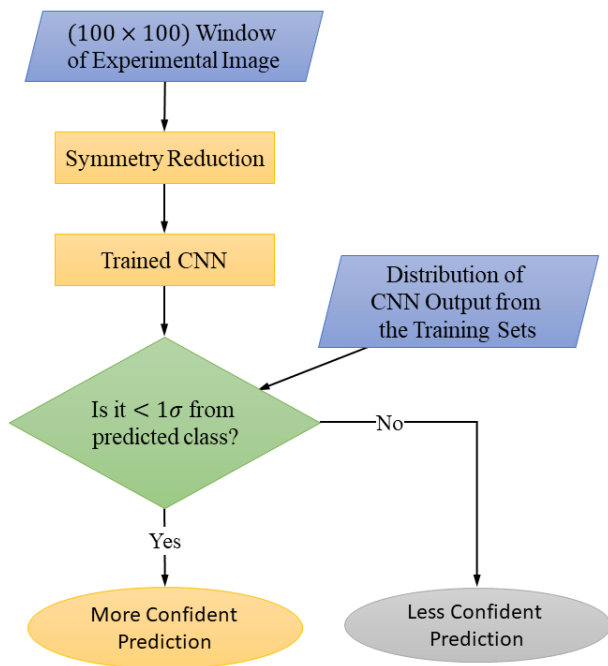 (100 × 100) Window
of Experimental Image
Symmetry Reduction
Trained CNN
Distribution of
CNN Output from
the Training Sets
Is it < 1σ from
predicted class?
No
Yes
More Confident
Prediction
Less Confident
Prediction